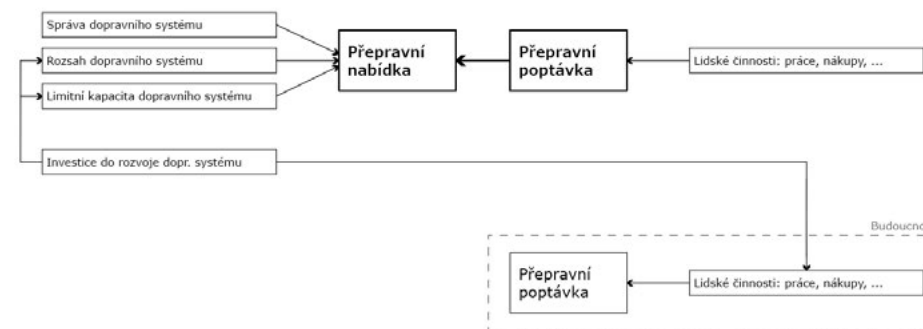 Správa dopravního systému
Rozsah dopravního systému
Limitní kapacita dopravního systému
Investice do rozvoje dopr. systému
Přepravní
nabídka
Přepravní
poptávka
Lidské činnosti: práce, nákupy, ...
Budoucno
Přepravní
poptávka
Lidské činnosti: práce, nákupy, ...